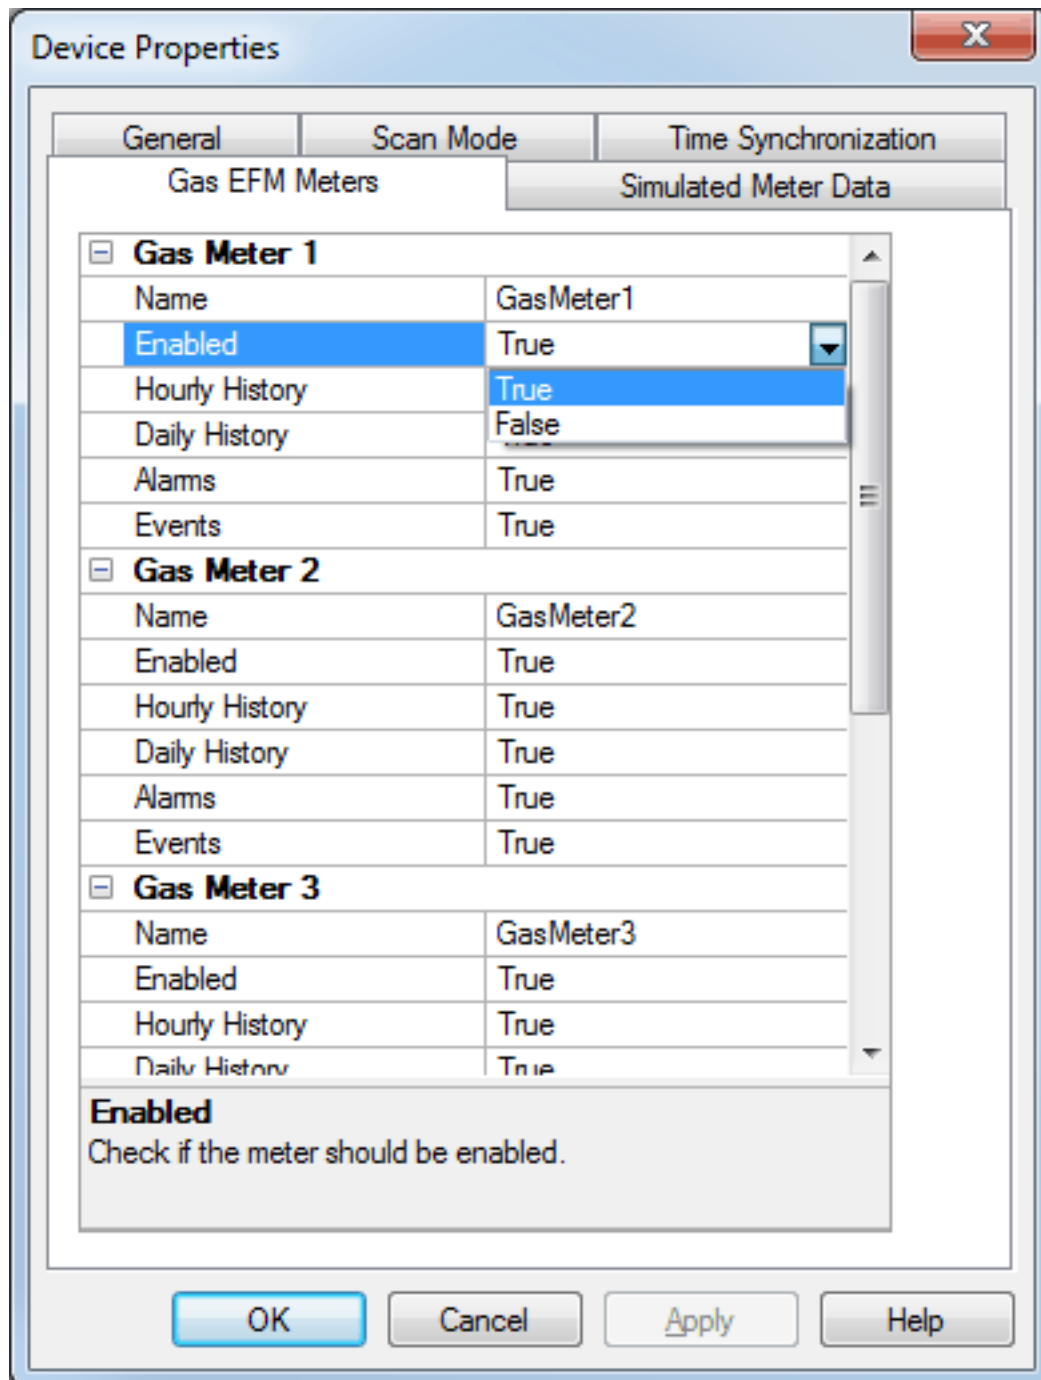 Device Properties
General Scan Mode Time Synchronization
Gas EFM Meters Simulated Meter Data
Gas Meter 1
Name GasMeter1
Enabled True
Hourly History True
Daily History False
Alarms True
Events True
Gas Meter 2
Name GasMeter2
Enabled True
Hourly History True
Daily History True
Alarms True
Events True
Gas Meter 3
Name GasMeter3
Enabled True
Hourly History True
Daily History True
Enabled
Check if the meter should be enabled.
OK Cancel Apply Help